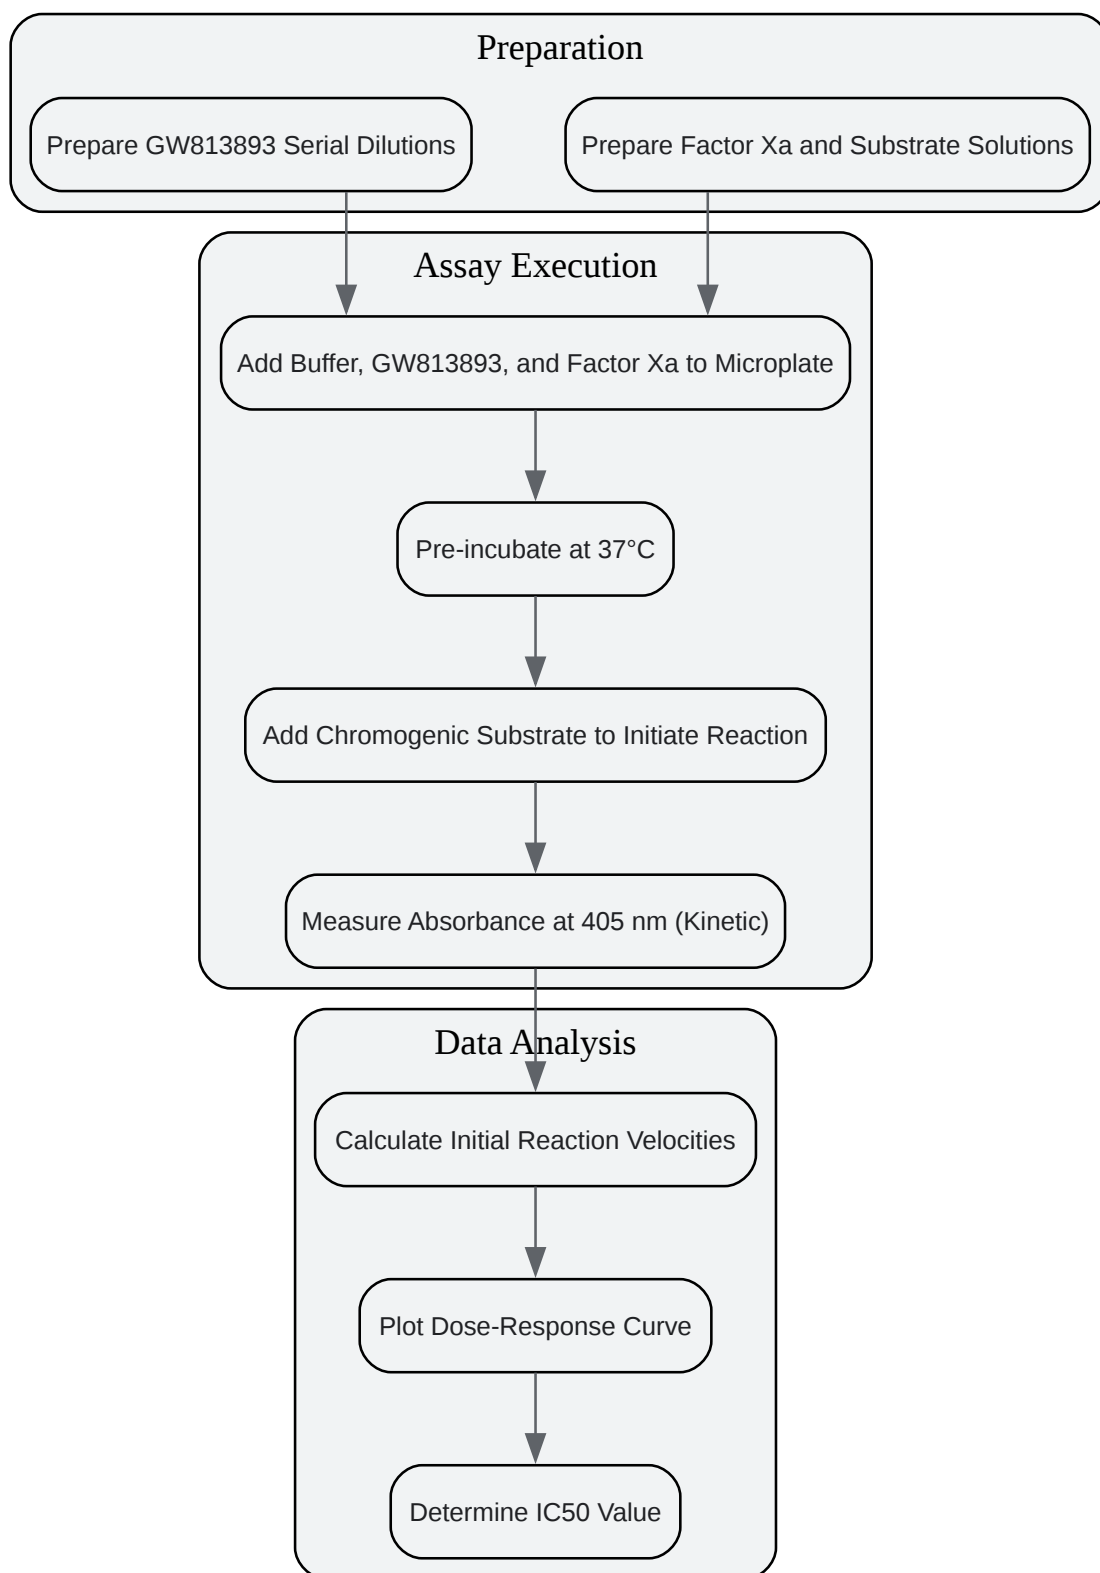 Preparation
Prepare GW813893 Serial Dilutions
Prepare Factor Xa and Substrate Solutions
Assay Execution
Add Buffer, GW813893, and Factor Xa to Microplate
Pre-incubate at 37°C
Add Chromogenic Substrate to Initiate Reaction
Measure Absorbance at 405 nm (Kinetic)
Data Analysis
Calculate Initial Reaction Velocities
Plot Dose-Response Curve
Determine IC50 Value